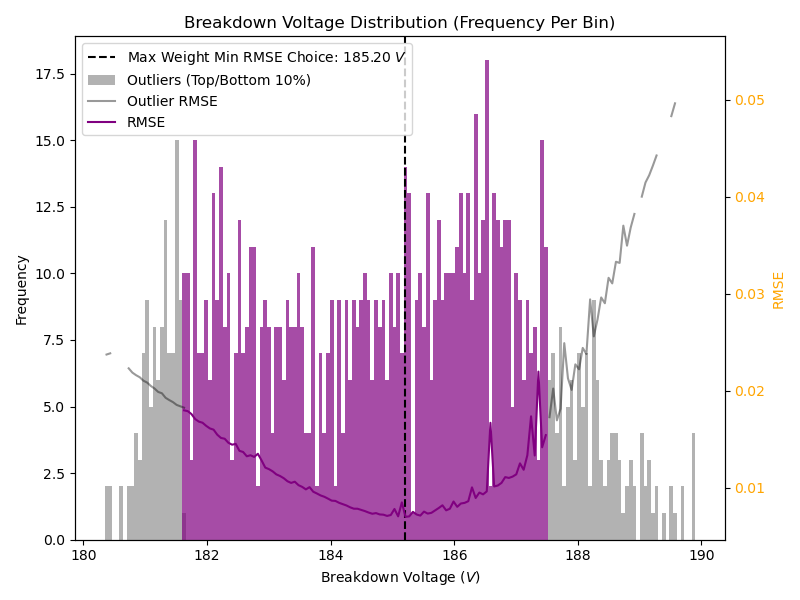 Breakdown Voltage Distribution (Frequency Per Bin)
Max Weight Min RMSE Choice: 185.20 V
Outliers (Top/Bottom 10%)
Outlier RMSE
RMSE
17.5
15.0
12.5
10.0
7.5
5.0
2.5
0.0
Frequency
0.05
0.04
0.03
0.02
0.01
RMSE
180 182 184 186 188 190
Breakdown Voltage (V)